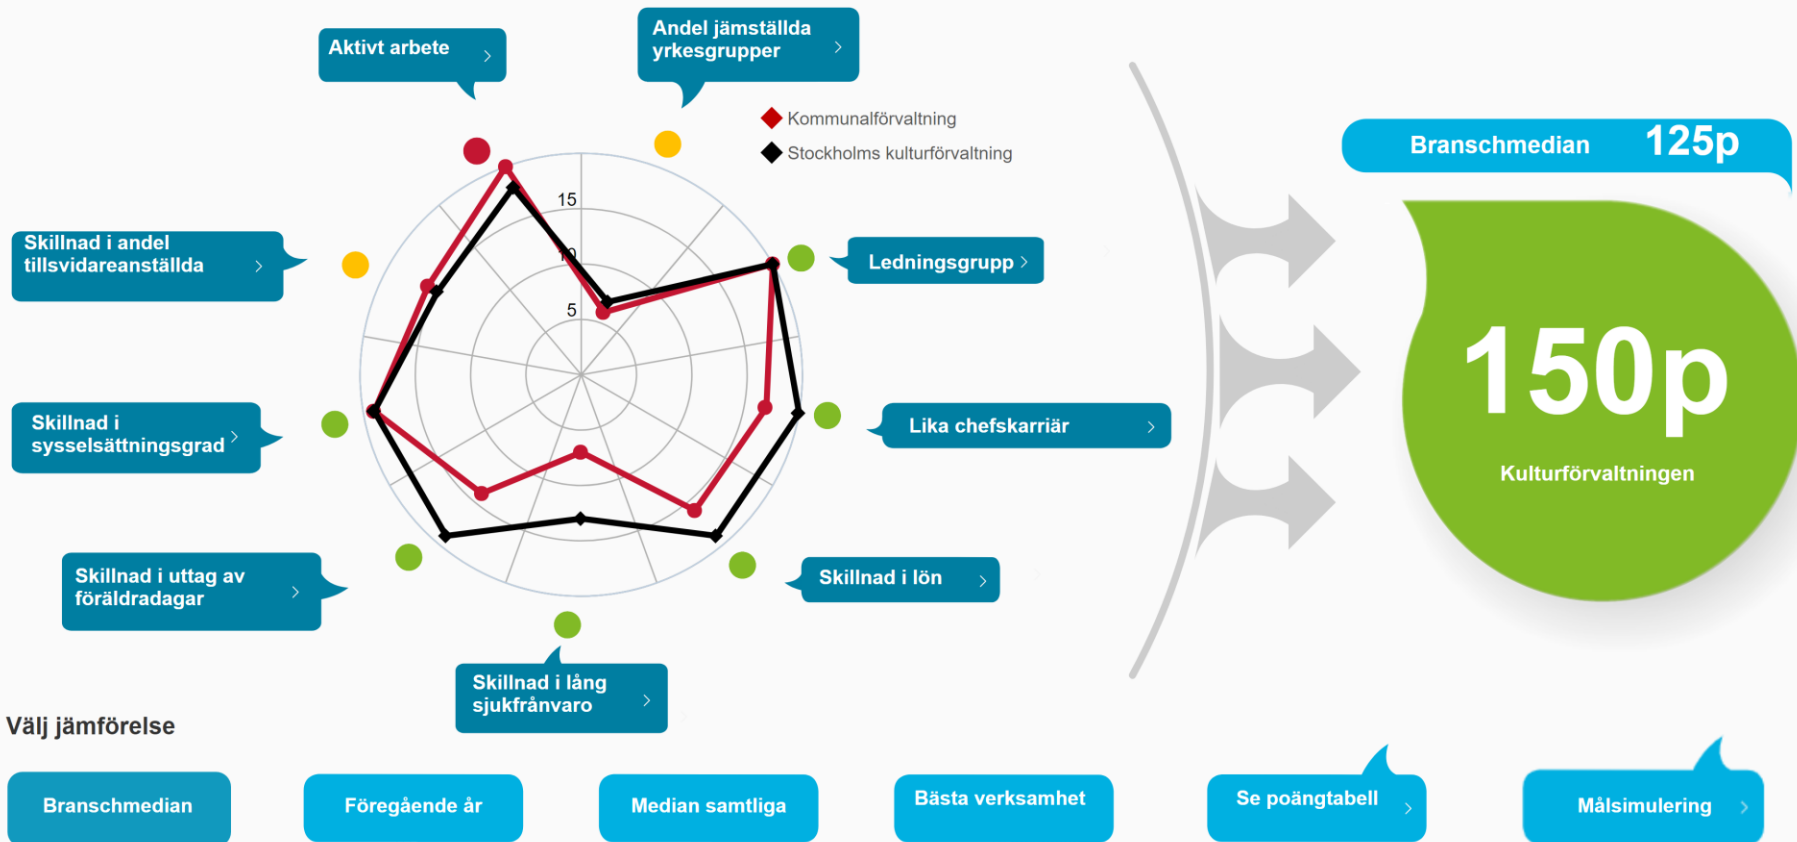 Aktivt arbete
Andel jämställda
yrkesgrupper
Kommunalförvaltning
Stockholms kulturförvaltning
Branschmedian 125p
15
10
5
Skillnad i andel
tillsvidareanställda
Ledningsgrupp
Skillnad i
sysselsättningsgrad
Lika chefskarriär
150p
Kulturförvaltningen
Skillnad i uttag av
föräldradagar
Skillnad i lön
Skillnad i lång
sjukfrånvaro
Välj jämförelse
Branschmedian
Föregående år
Median samtliga
Bästa verksamhet
Se poängtabell
Målsimulering